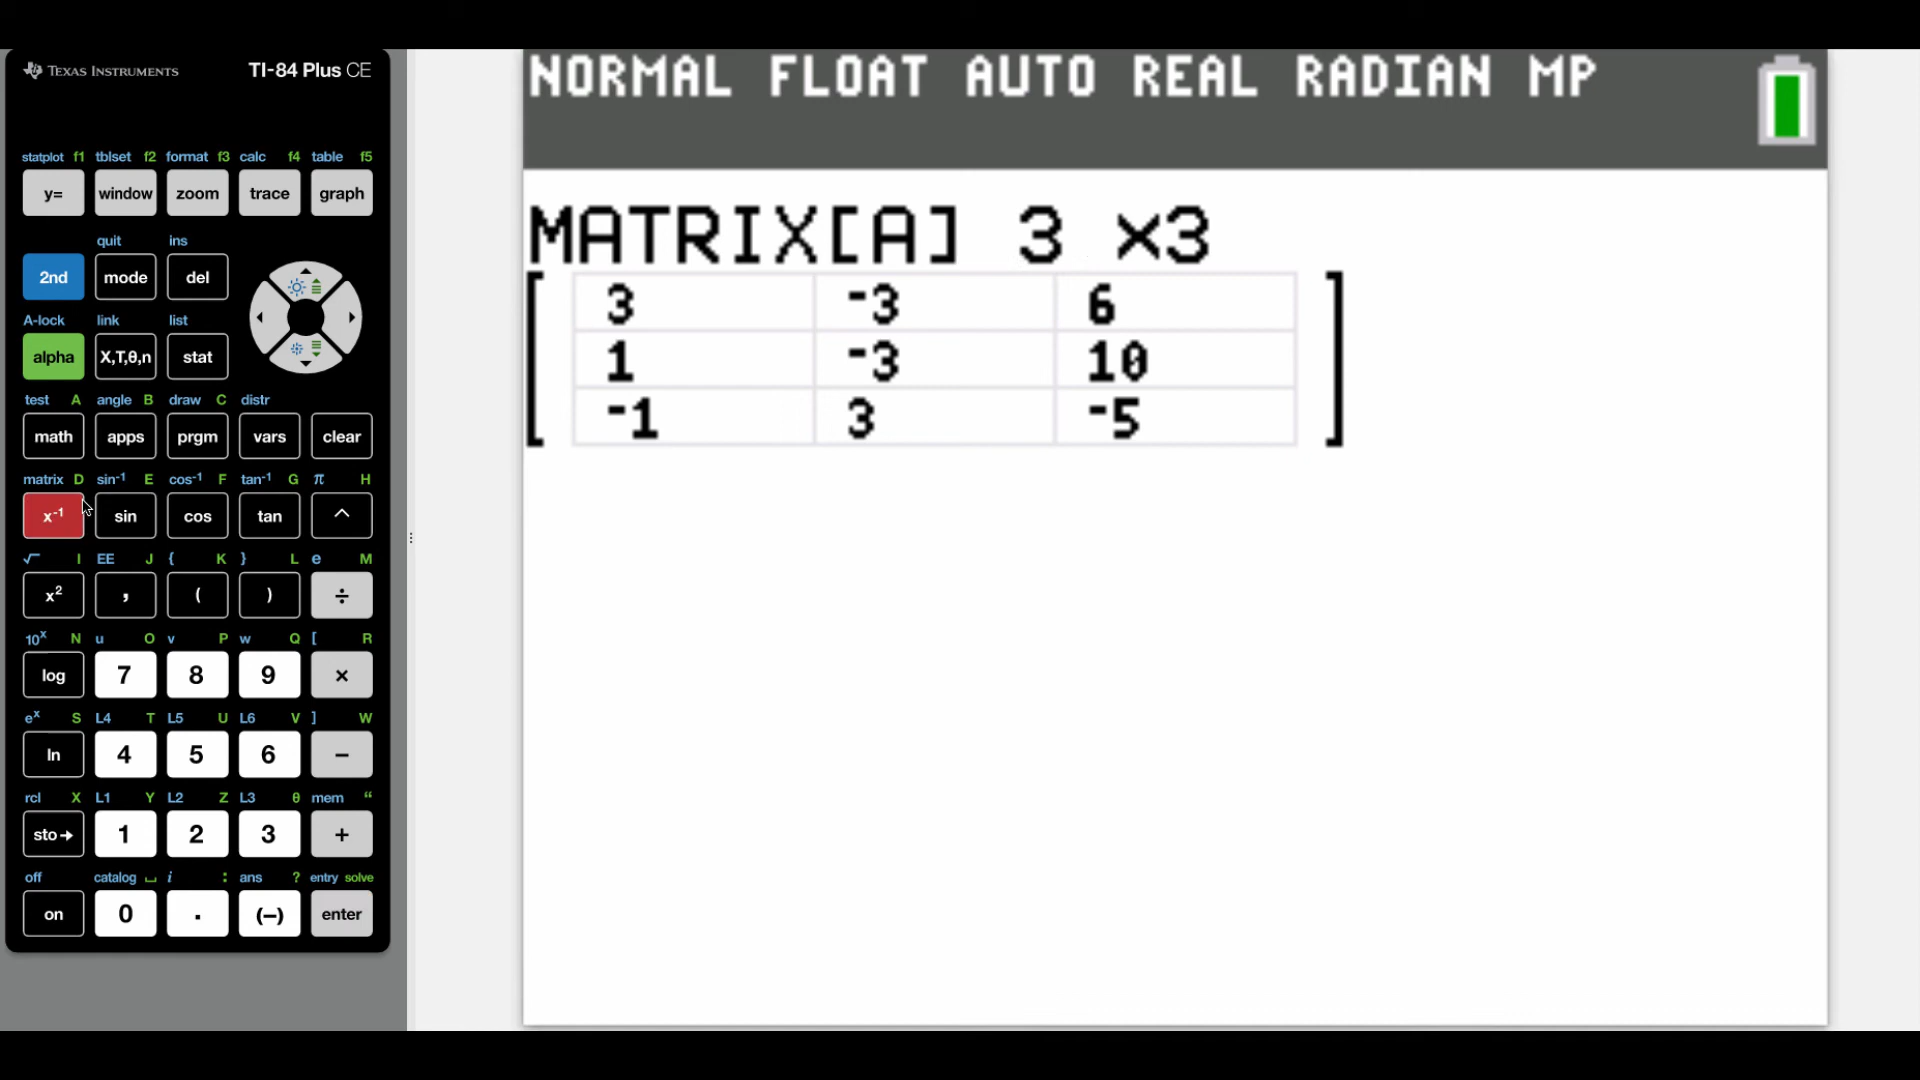 TEXAS INSTRUMENTS TI-84 Plus CE
statplot f1 tblset f2 format f3 calc f4 table f5
y= window zoom trace graph
quit ins
2nd mode del
A-lock link list
alpha X,T,θ,n stat
test A angle B draw C distr
math apps prgm vars clear
matrix D sin⁻¹ E cos⁻¹ F tan⁻¹ G π H
x⁻¹ sin cos tan ^
√ I EE J { K } L e M
x² , ( ) ÷
10ˣ N u O v P w Q [ R
log 7 8 9 ×
eˣ S L4 T L5 U L6 V ] W
ln 4 5 6 −
rcl X L1 Y L2 Z L3 θ mem “
sto→ 1 2 3 +
off catalog ⎵ i : ans ? entry solve
on 0 . (−) enter
NORMAL FLOAT AUTO REAL RADIAN MP
MATRIX[A] 3 ×3
[ 3 -3 6 ]
1 -3 10
-1 3 -5